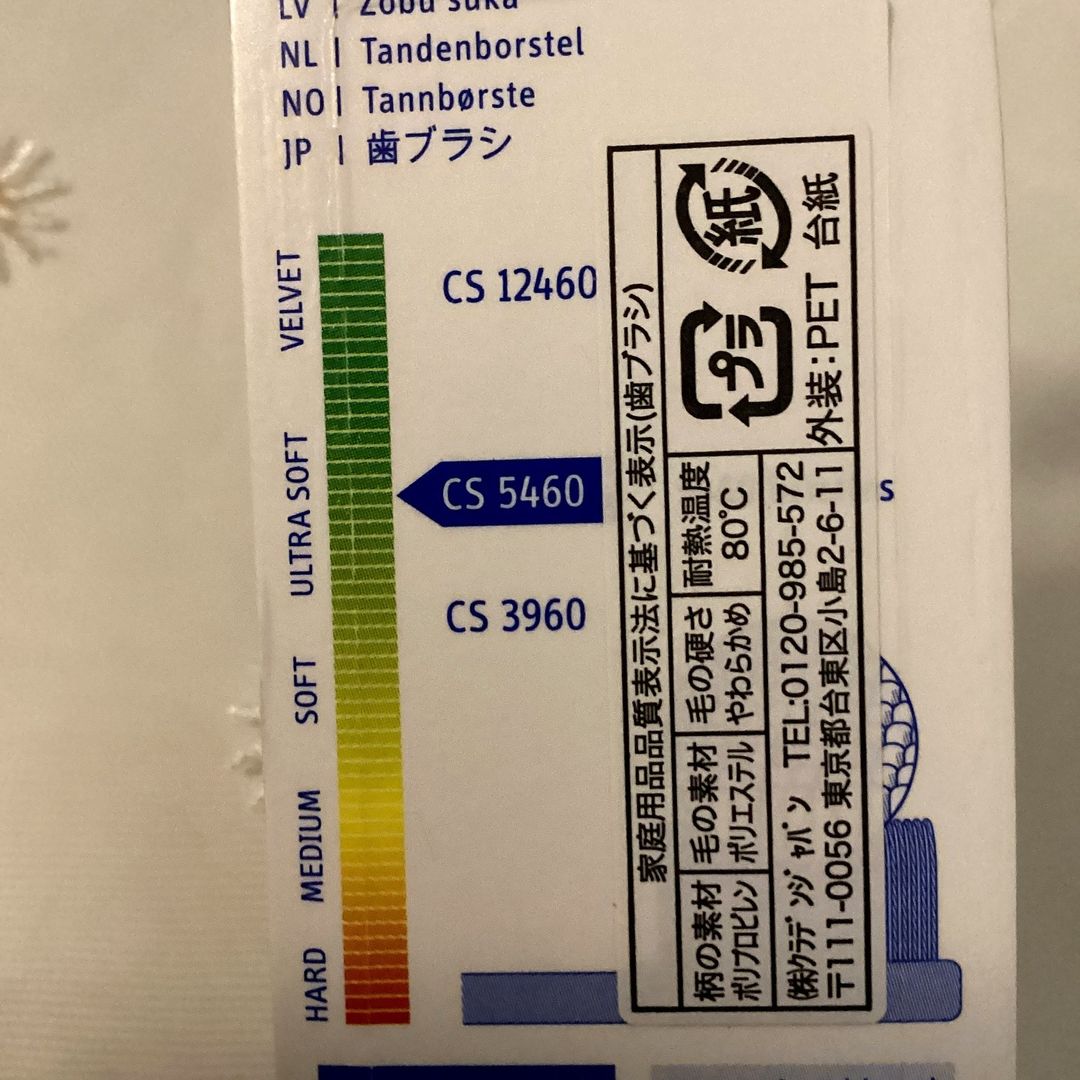 NL | Tandenborstel
NO | Tannbørste
JP | 歯ブラシ
VELVET
ULTRA SOFT
SOFT
MEDIUM
HARD
CS 12460
CS 5460
CS 3960
s
家庭用品品質表示法に基づく表示(歯ブラシ)
柄の素材
ポリプロピレン
毛の素材
ポリエステル
毛の硬さ
やわらかめ
耐熱温度
80℃
㈱クラデンジャパン TEL:0120-985-572
〒111-0056 東京都台東区小島2-6-11
プラ
紙
外装:PET 台紙